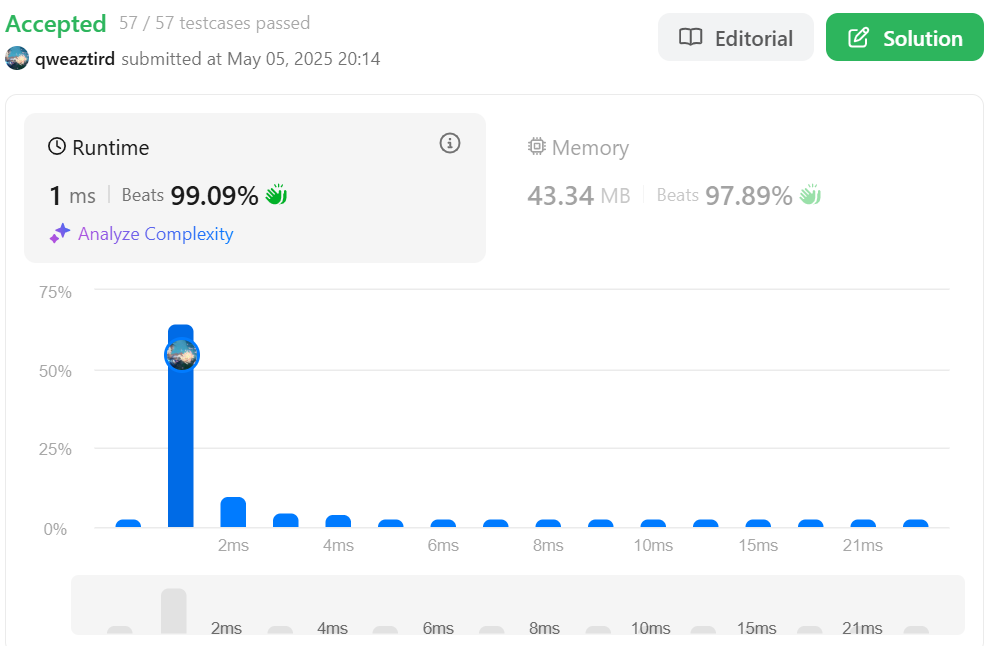 Accepted 57 / 57 testcases passed
qweaztird submitted at May 05, 2025 20:14
Editorial
Solution
Runtime
1 ms Beats 99.09%
Analyze Complexity
Memory
43.34 MB Beats 97.89%
75%
50%
25%
0%
2ms 4ms 6ms 8ms 10ms 15ms 21ms
2ms 4ms 6ms 8ms 10ms 15ms 21ms